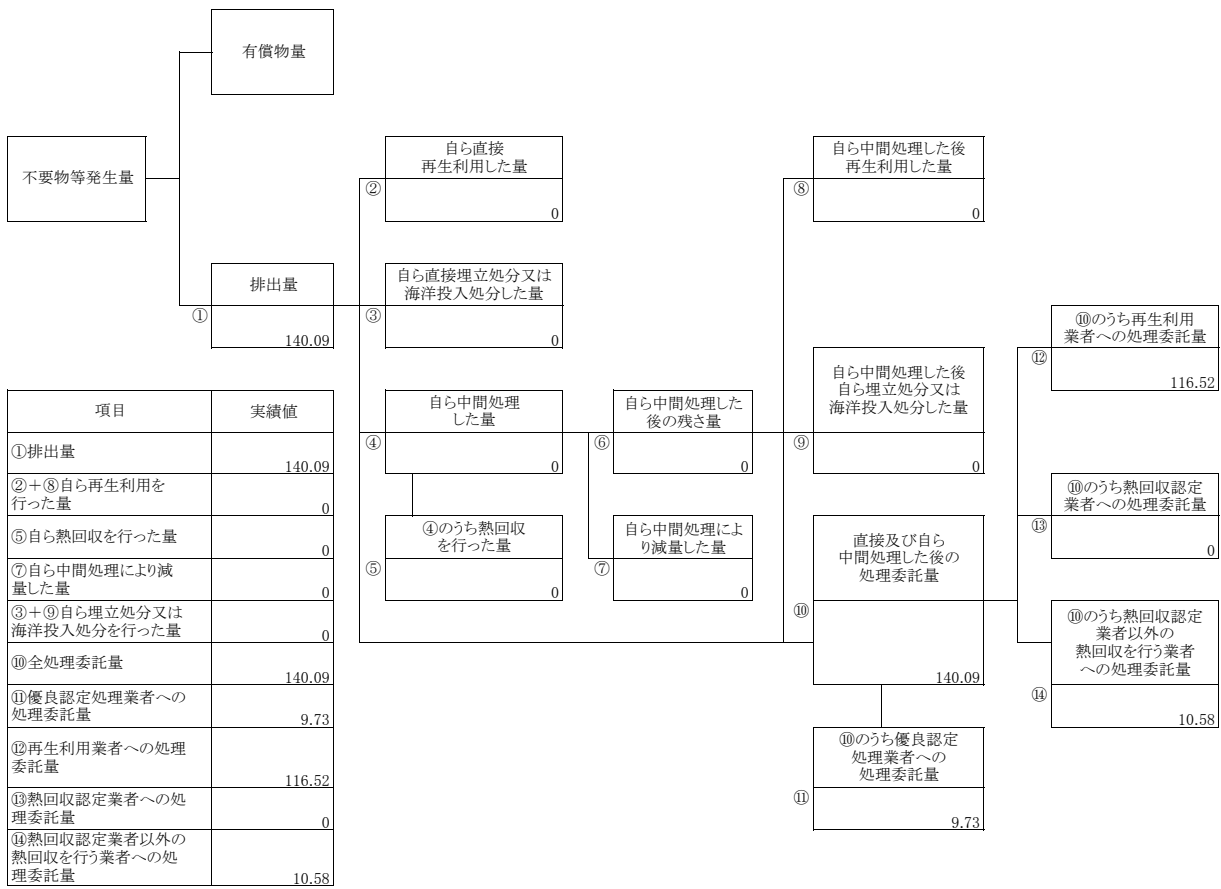 有償物量
不要物等発生量
排出量
①
140.09
自ら直接
再生利用した量
②
0
自ら直接埋立処分又は
海洋投入処分した量
③
0
自ら中間処理
した量
④
0
④のうち熱回収
を行った量
⑤
0
自ら中間処理した
後の残さ量
⑥
0
自ら中間処理によ
り減量した量
⑦
0
自ら中間処理した後
再生利用した量
⑧
0
自ら中間処理した後
自ら埋立処分又は
海洋投入処分した量
⑨
0
直接及び自ら
中間処理した後の
処理委託量
⑩
140.09
⑩のうち優良認定
処理業者への
処理委託量
⑪
9.73
⑩のうち再生利用
業者への処理委託量
⑫
116.52
⑩のうち熱回収認定
業者への処理委託量
⑬
0
⑩のうち熱回収認定
業者以外の
熱回収を行う業者
への処理委託量
⑭
10.58
項目 実績値
①排出量
140.09
②+⑧自ら再生利用を
行った量
0
⑤自ら熱回収を行った量
0
⑦自ら中間処理により減
量した量
0
③+⑨自ら埋立処分又は
海洋投入処分を行った量
0
⑩全処理委託量
140.09
⑪優良認定処理業者への
処理委託量
9.73
⑫再生利用業者への処理
委託量
116.52
⑬熱回収認定業者への処
理委託量
0
⑭熱回収認定業者以外の
熱回収を行う業者への処
理委託量
10.58